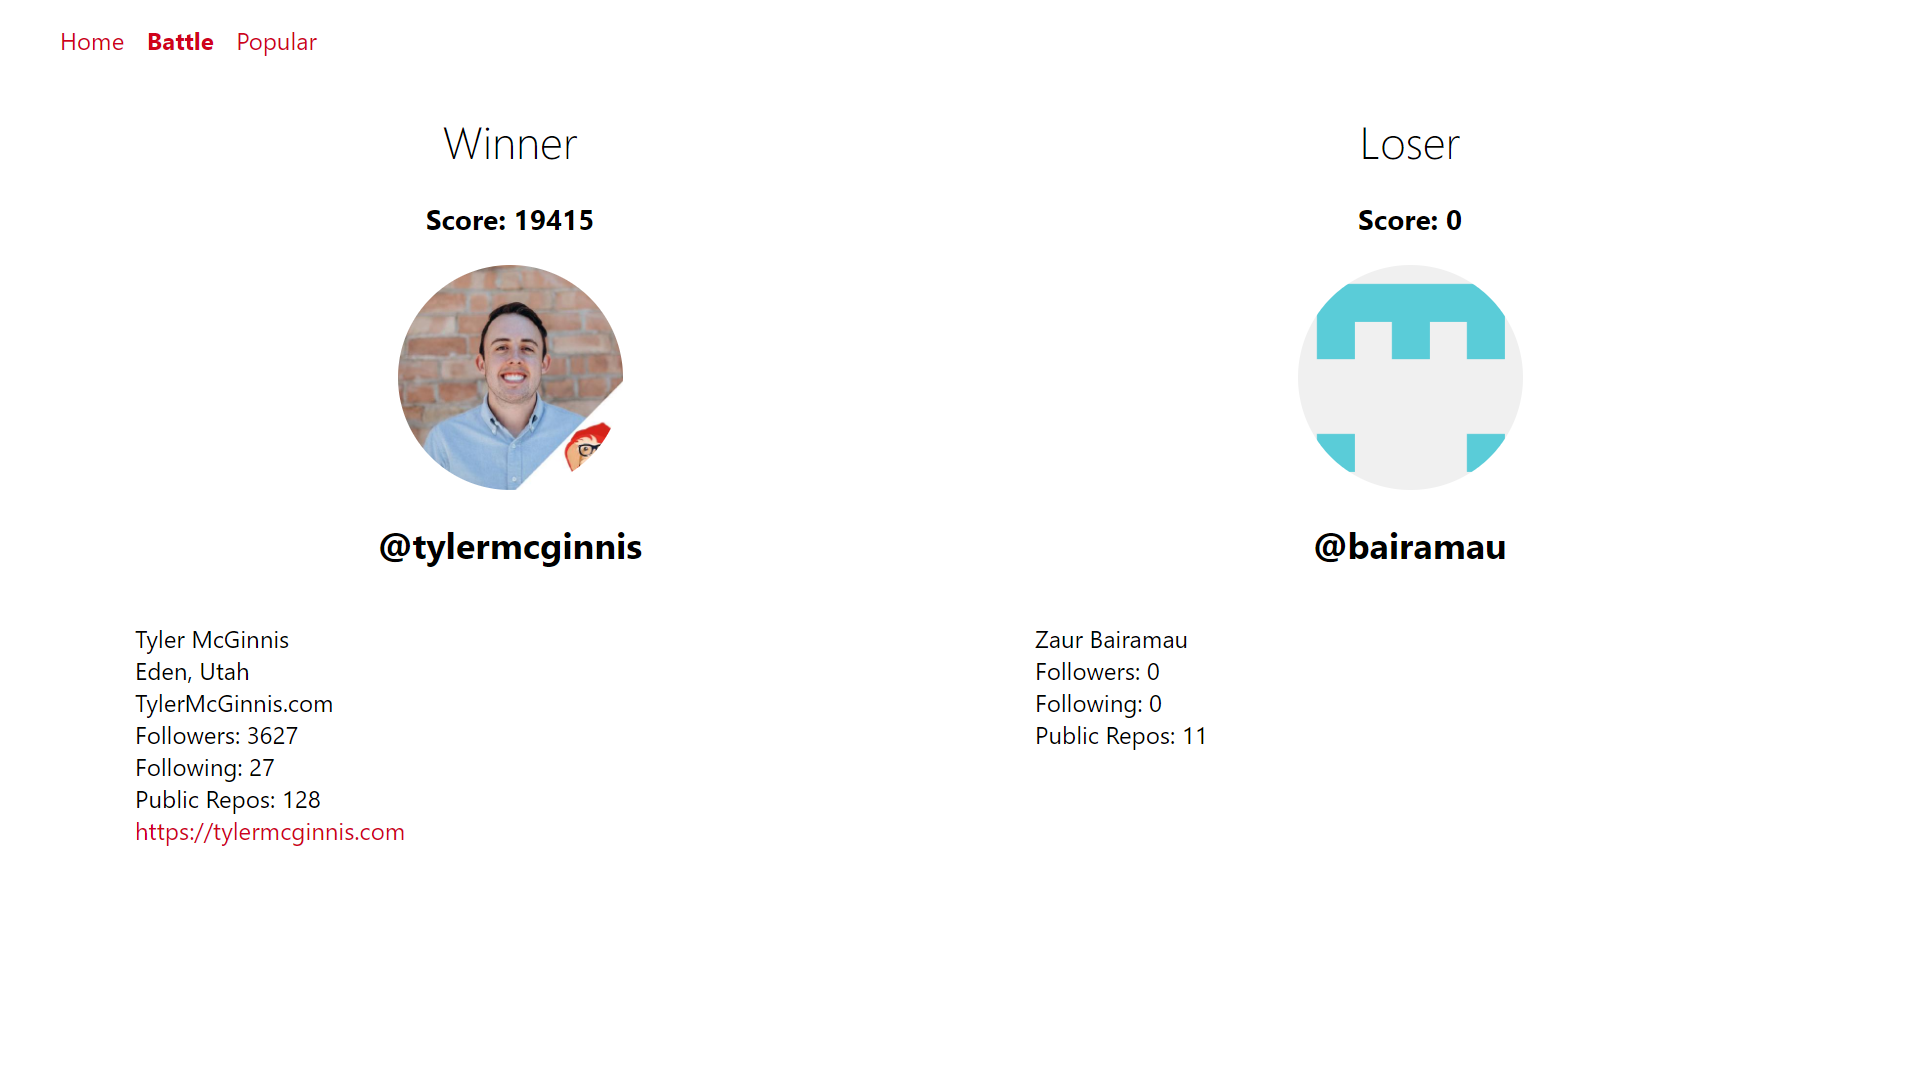 Home Battle Popular
Winner
Score: 19415
@tylermcginnis
Tyler McGinnis
Eden, Utah
TylerMcGinnis.com
Followers: 3627
Following: 27
Public Repos: 128
https://tylermcginnis.com
Loser
Score: 0
@bairamau
Zaur Bairamau
Followers: 0
Following: 0
Public Repos: 11